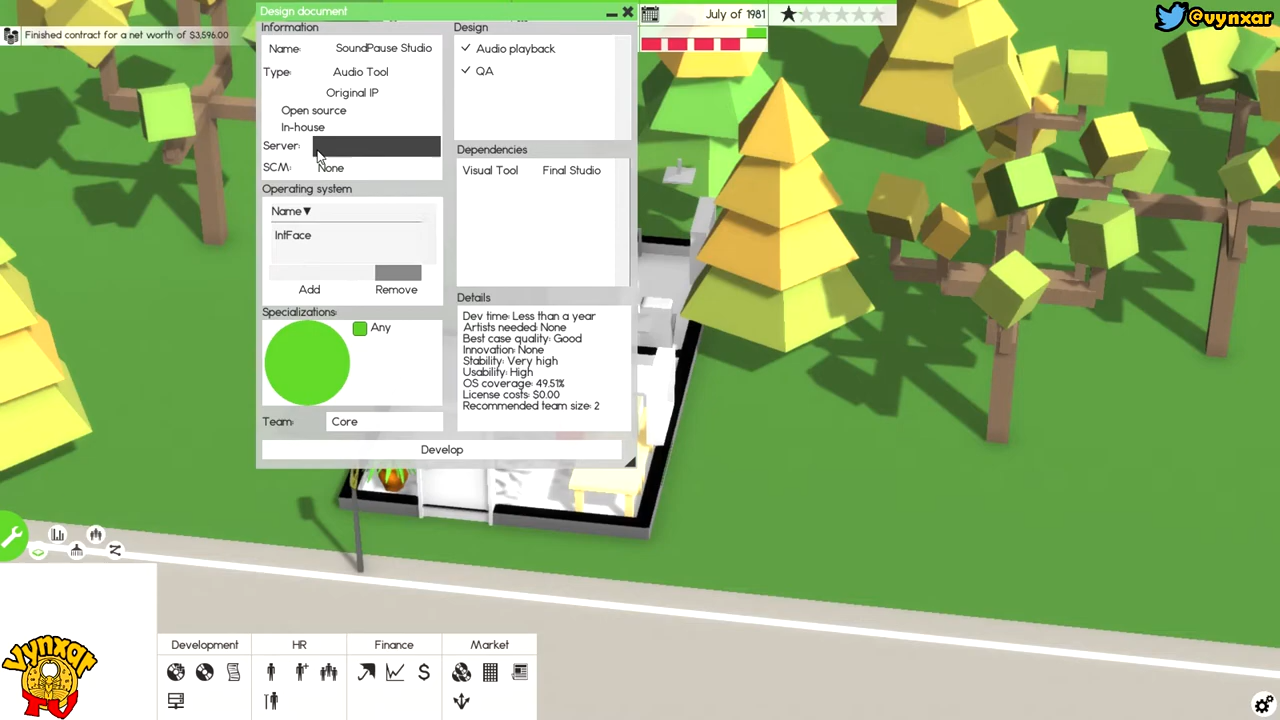 Design document
July of 1981
@vynxar
Finished contract for a net worth of $3,596.00
Information
Name: SoundPause Studio
Type: Audio Tool
Original IP
Open source
In-house
Server:
SCM: None
Operating system
Name▼
IntFace
Add Remove
Specializations:
Any
Team: Core
Design
✓ Audio playback
✓ QA
Dependencies
Visual Tool Final Studio
Details
Dev time: Less than a year
Artists needed: None
Best case quality: Good
Innovation: None
Stability: Very high
Usability: High
OS coverage: 49.51%
License costs: $0.00
Recommended team size: 2
Develop
Development HR Finance Market
Vynxar